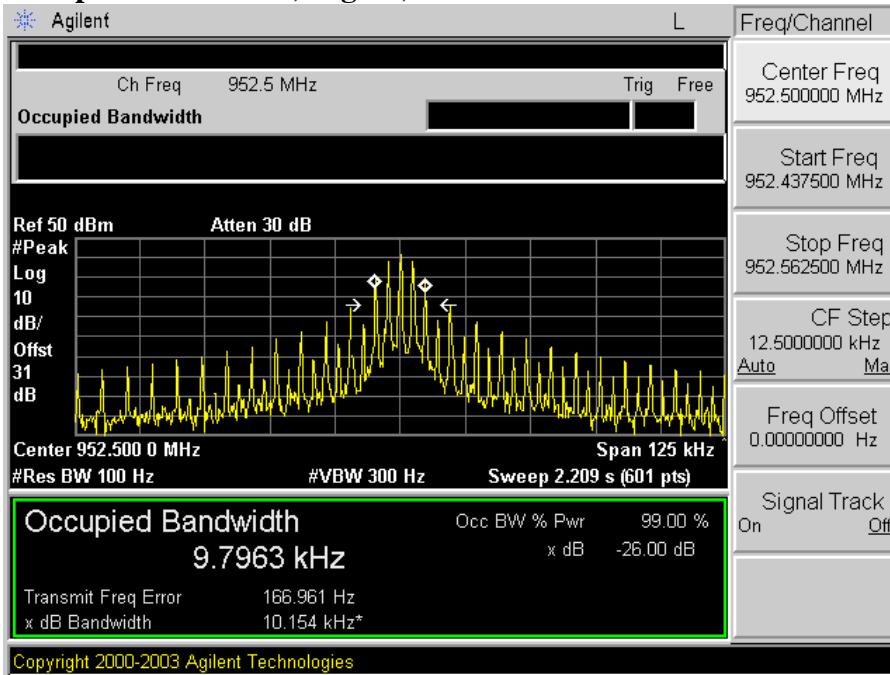 Agilent L Freq/Channel
Ch Freq 952.5 MHz Trig Free
Occupied Bandwidth
Center Freq
952.500000 MHz
Start Freq
952.437500 MHz
Stop Freq
952.562500 MHz
CF Step
12.5000000 kHz
Auto Ma
Freq Offset
0.00000000 Hz
Signal Track
On Off
Ref 50 dBm Atten 30 dB
#Peak
Log
10
dB/
Offst
31
dB
Center 952.500 0 MHz Span 125 kHz
#Res BW 100 Hz #VBW 300 Hz Sweep 2.209 s (601 pts)
Occupied Bandwidth Occ BW % Pwr 99.00 %
9.7963 kHz x dB -26.00 dB
Transmit Freq Error 166.961 Hz
x dB Bandwidth 10.154 kHz*
Copyright 2000-2003 Agilent Technologies